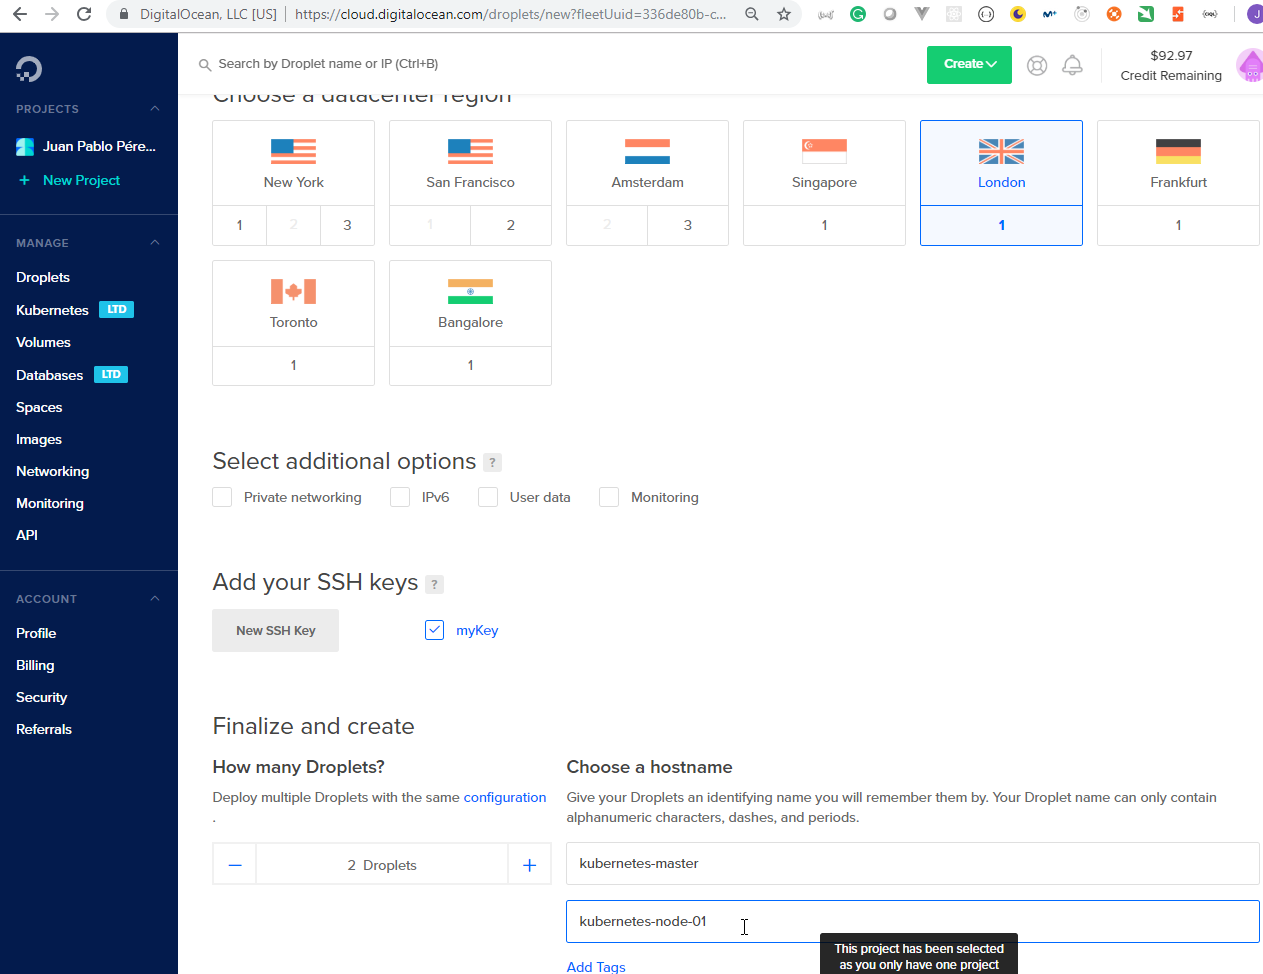 DigitalOcean, LLC [US]
https://cloud.digitalocean.com/droplets/new?fleetUuid=336de80b-c...
Search by Droplet name or IP (Ctrl+B)
Create
$92.97
Credit Remaining
PROJECTS
Juan Pablo Pére...
+ New Project
MANAGE
Droplets
Kubernetes LTD
Volumes
Databases LTD
Spaces
Images
Networking
Monitoring
API
ACCOUNT
Profile
Billing
Security
Referrals
Choose a datacenter region
New York
1 2 3
San Francisco
1 2
Amsterdam
2 3
Singapore
1
London
1
Frankfurt
1
Toronto
1
Bangalore
1
Select additional options ?
Private networking
IPv6
User data
Monitoring
Add your SSH keys ?
New SSH Key
myKey
Finalize and create
How many Droplets?
Deploy multiple Droplets with the same configuration
.
− 2 Droplets +
Choose a hostname
Give your Droplets an identifying name you will remember them by. Your Droplet name can only contain
alphanumeric characters, dashes, and periods.
kubernetes-master
kubernetes-node-01
This project has been selected
as you only have one project
Add Tags